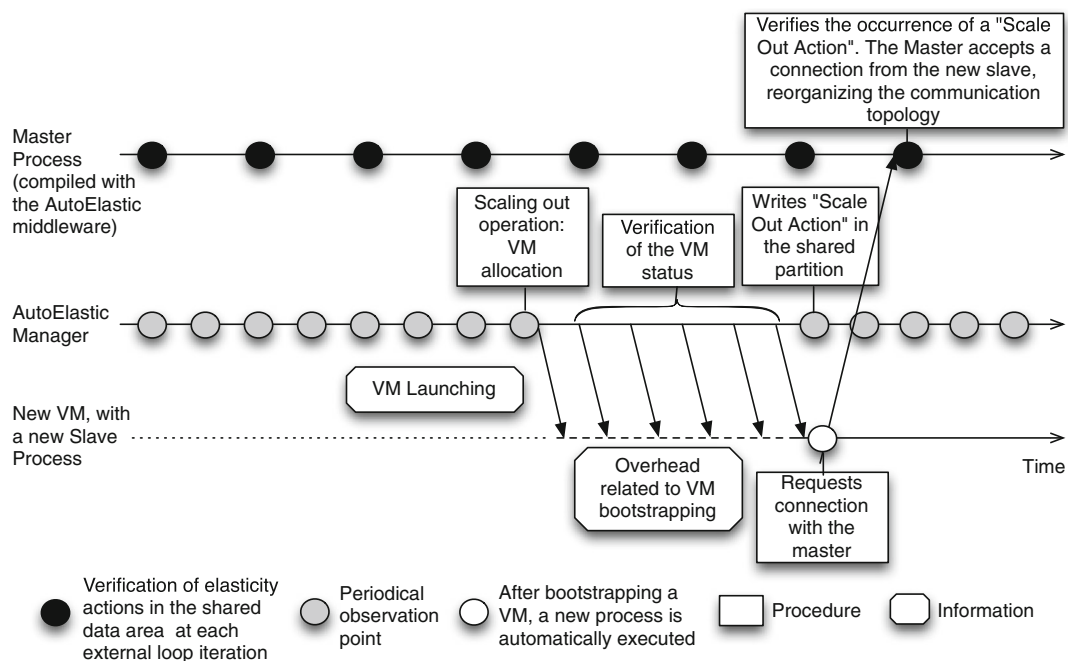 Verifies the occurrence of a "Scale
Out Action". The Master accepts a
connection from the new slave,
reorganizing the communication
topology
Master
Process
(compiled with
the AutoElastic
middleware)
Scaling out
operation:
VM
allocation
Verification
of the VM
status
Writes "Scale
Out Action" in
the shared
partition
AutoElastic
Manager
VM Launching
New VM, with
a new Slave
Process
Time
Overhead
related to VM
bootstrapping
Requests
connection
with the
master
Verification of elasticity
actions in the shared
data area at each
external loop iteration
Periodical
observation
point
After bootstrapping a
VM, a new process is
automatically executed
Procedure
Information